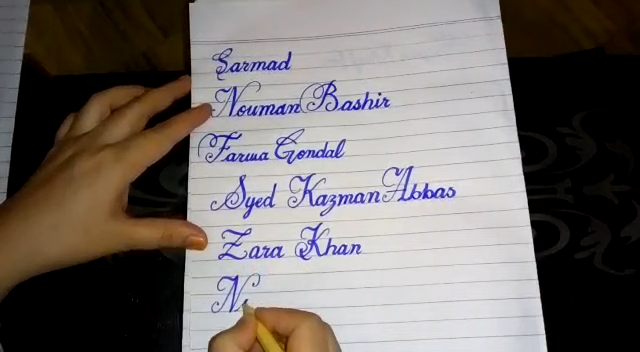 Sarmad
Nouman Bashir
Farwa Gondal
Syed Kazman Abbas
Zara Khan
N